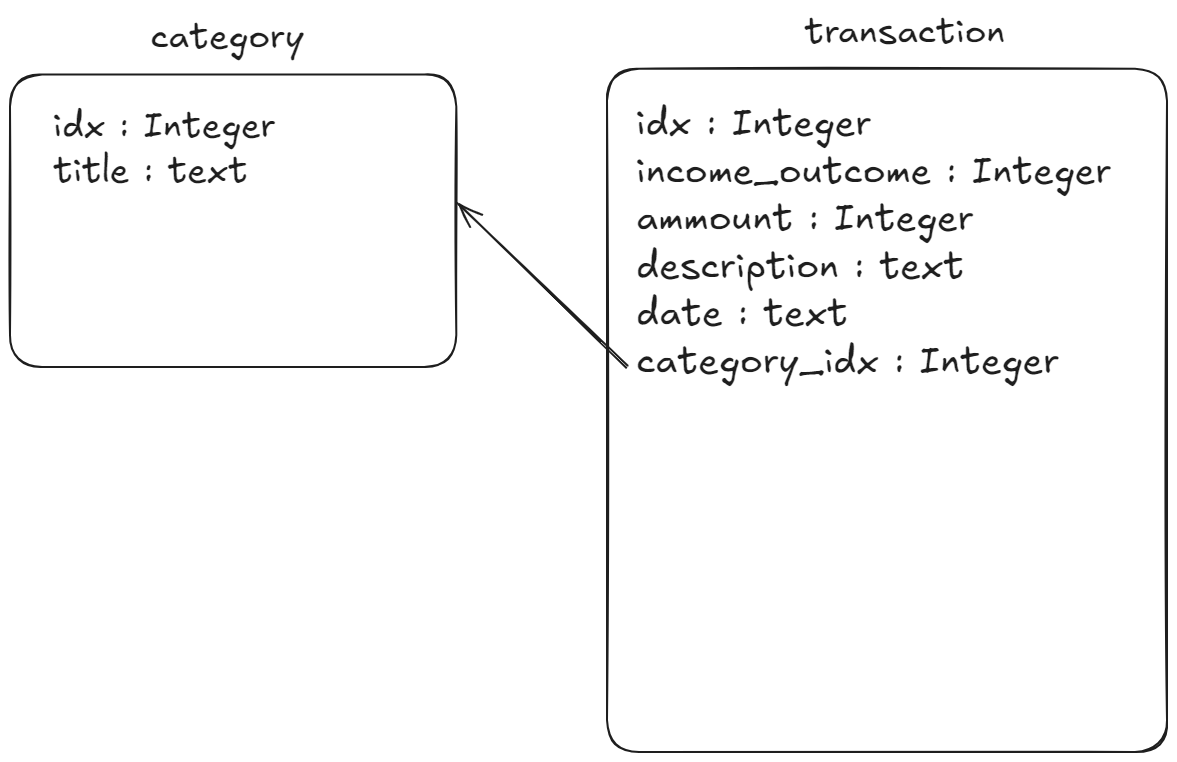 category
idx : Integer
title : text
transaction
idx : Integer
income_outcome : Integer
ammount : Integer
description : text
date : text
category_idx : Integer